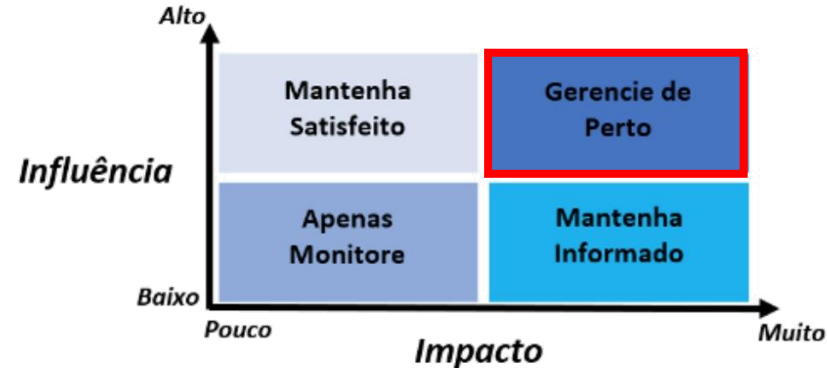 Alto
Mantenha
Satisfeito
Gerencie de
Perto
Influência
Apenas
Monitore
Mantenha
Informado
Baixo
Pouco
Impacto
Muito